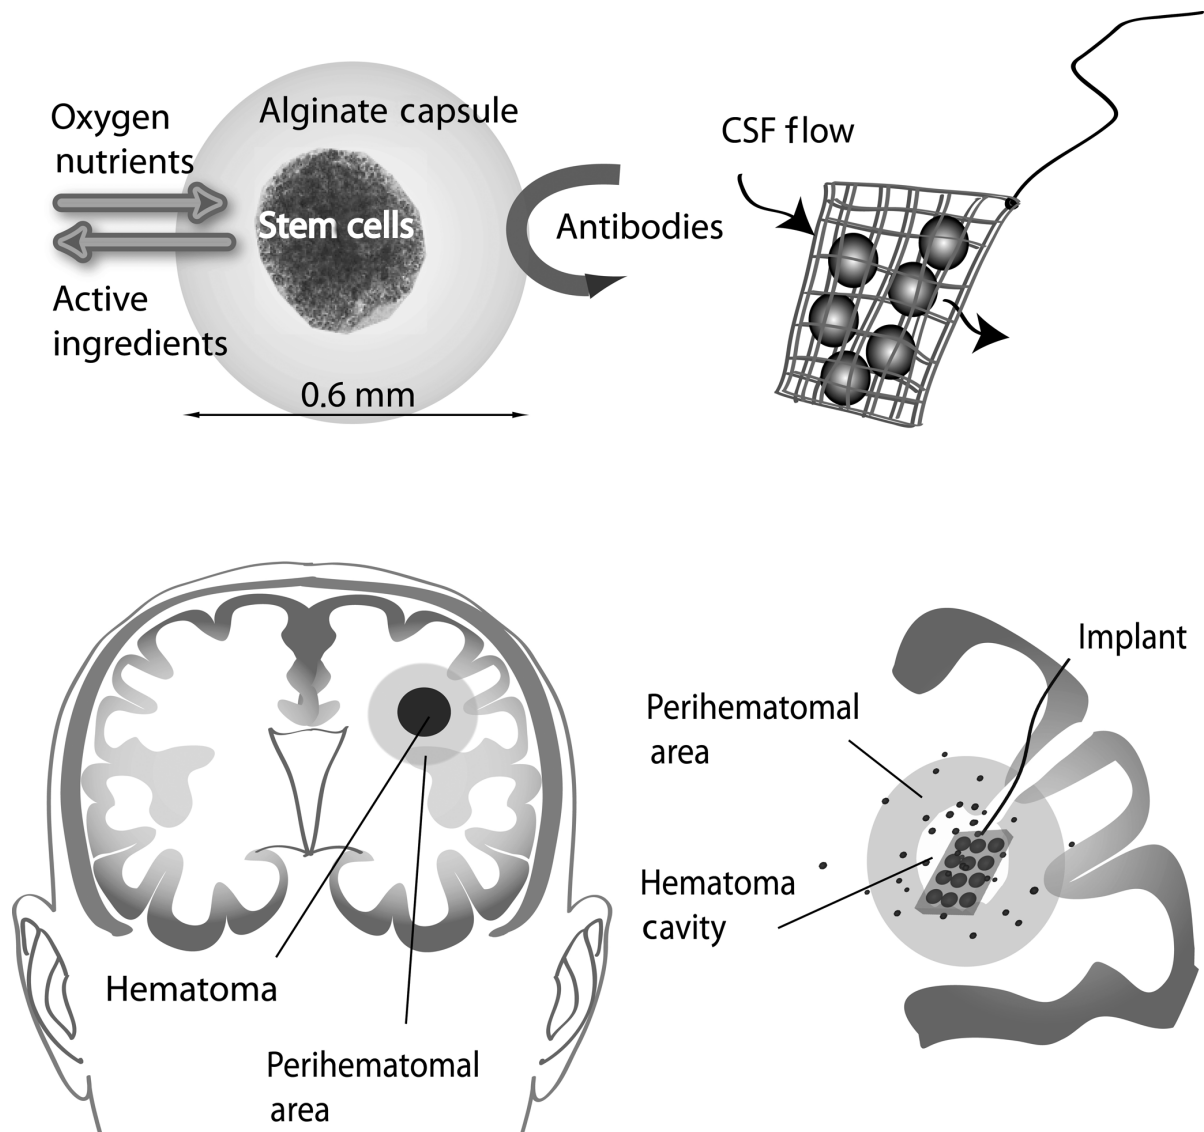 Oxygen
nutrients
Alginate capsule
Stem cells
Antibodies
Active
ingredients
0.6 mm
CSF flow
Hematoma
Perihematomal
area
Implant
Perihematomal
area
Hematoma
cavity